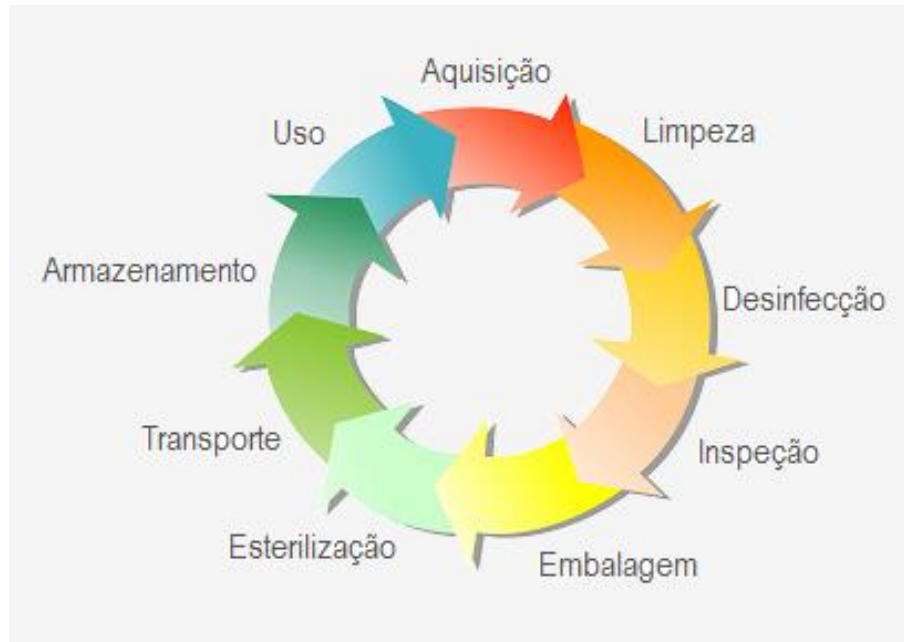 Aquisição
Limpeza
Desinfecção
Inspeção
Embalagem
Esterilização
Transporte
Armazenamento
Uso